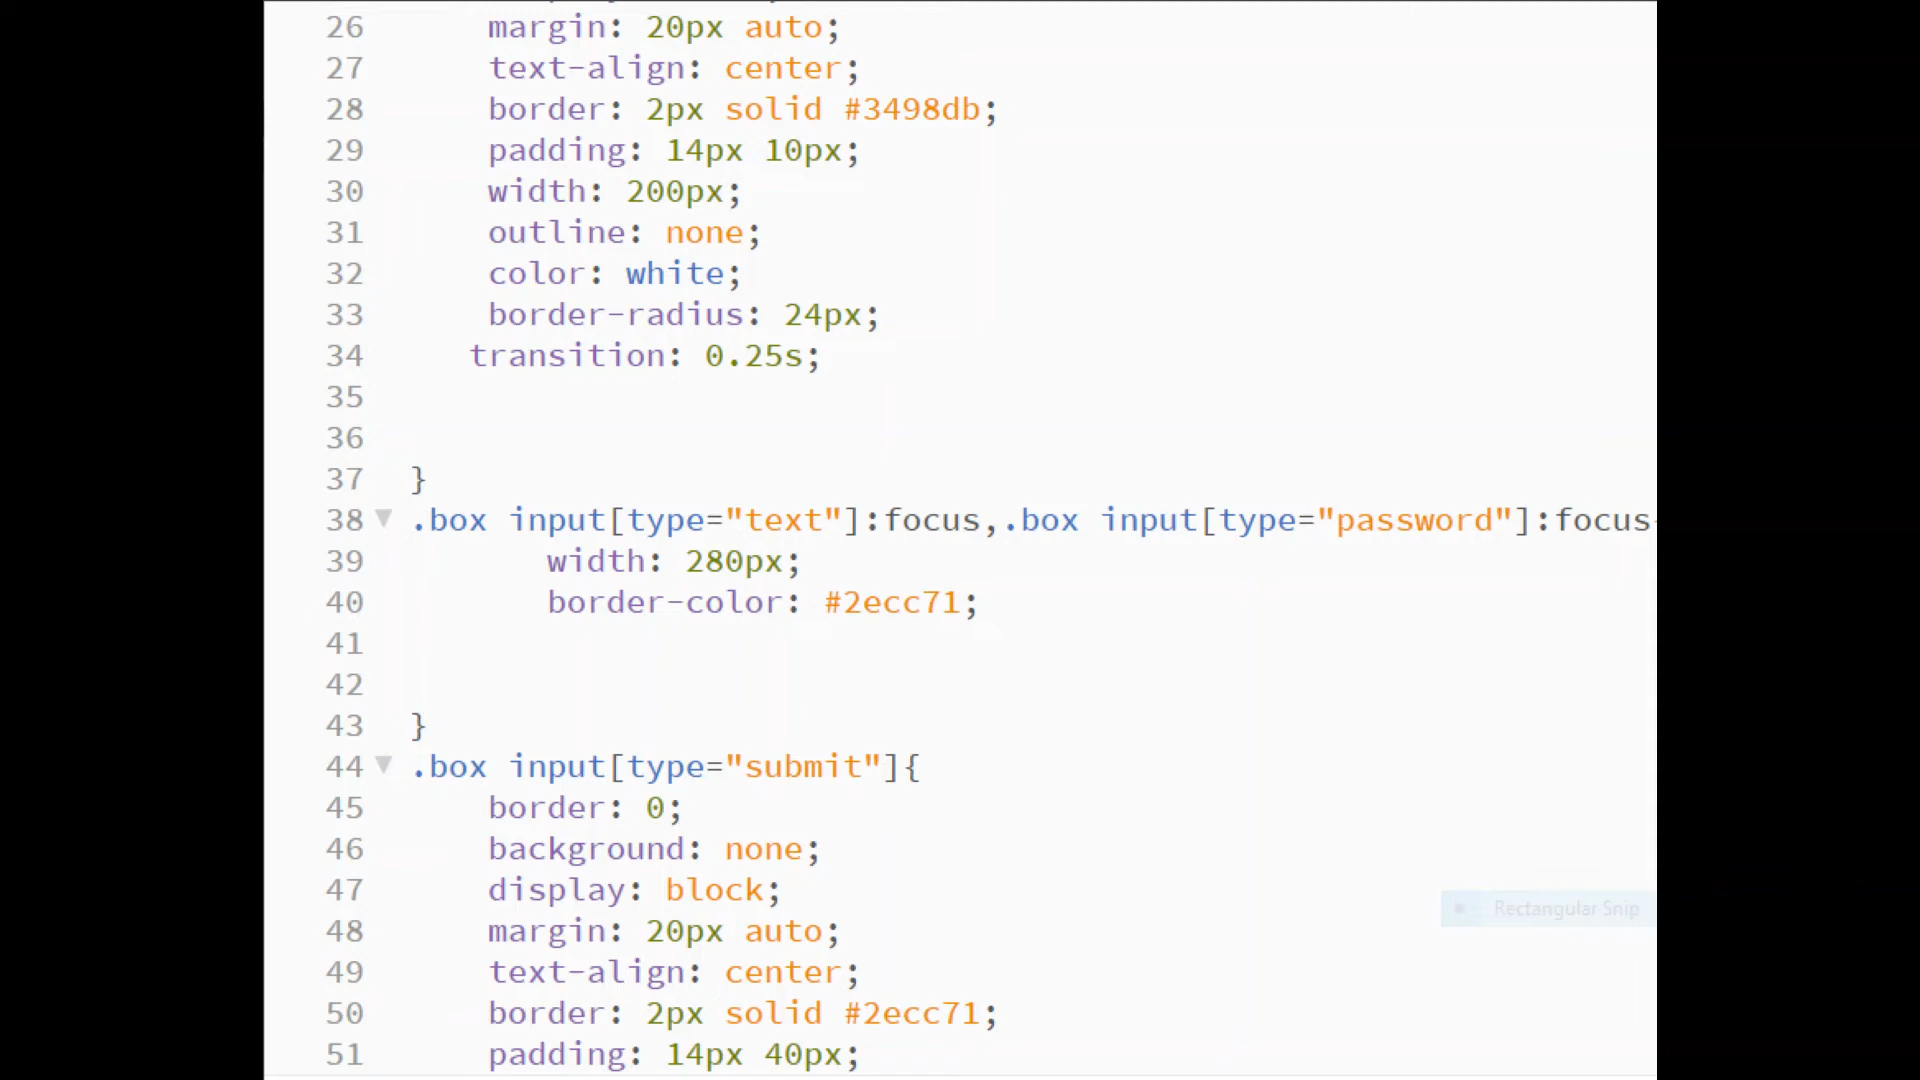 26 margin: 20px auto;
27 text-align: center;
28 border: 2px solid #3498db;
29 padding: 14px 10px;
30 width: 200px;
31 outline: none;
32 color: white;
33 border-radius: 24px;
34 transition: 0.25s;
35
36
37 }
38 .box input[type="text"]:focus,.box input[type="password"]:focus
39 width: 280px;
40 border-color: #2ecc71;
41
42
43 }
44 .box input[type="submit"]{
45 border: 0;
46 background: none;
47 display: block;
Rectangular Snip
48 margin: 20px auto;
49 text-align: center;
50 border: 2px solid #2ecc71;
51 padding: 14px 40px;